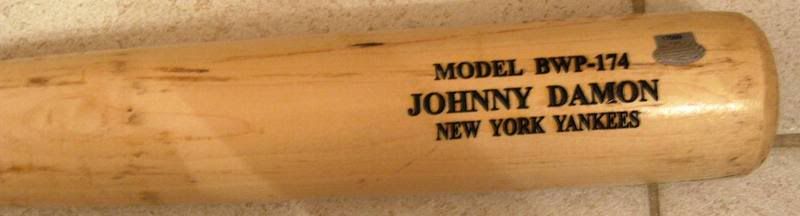 MODEL BWP-174
JOHNNY DAMON
NEW YORK YANKEES